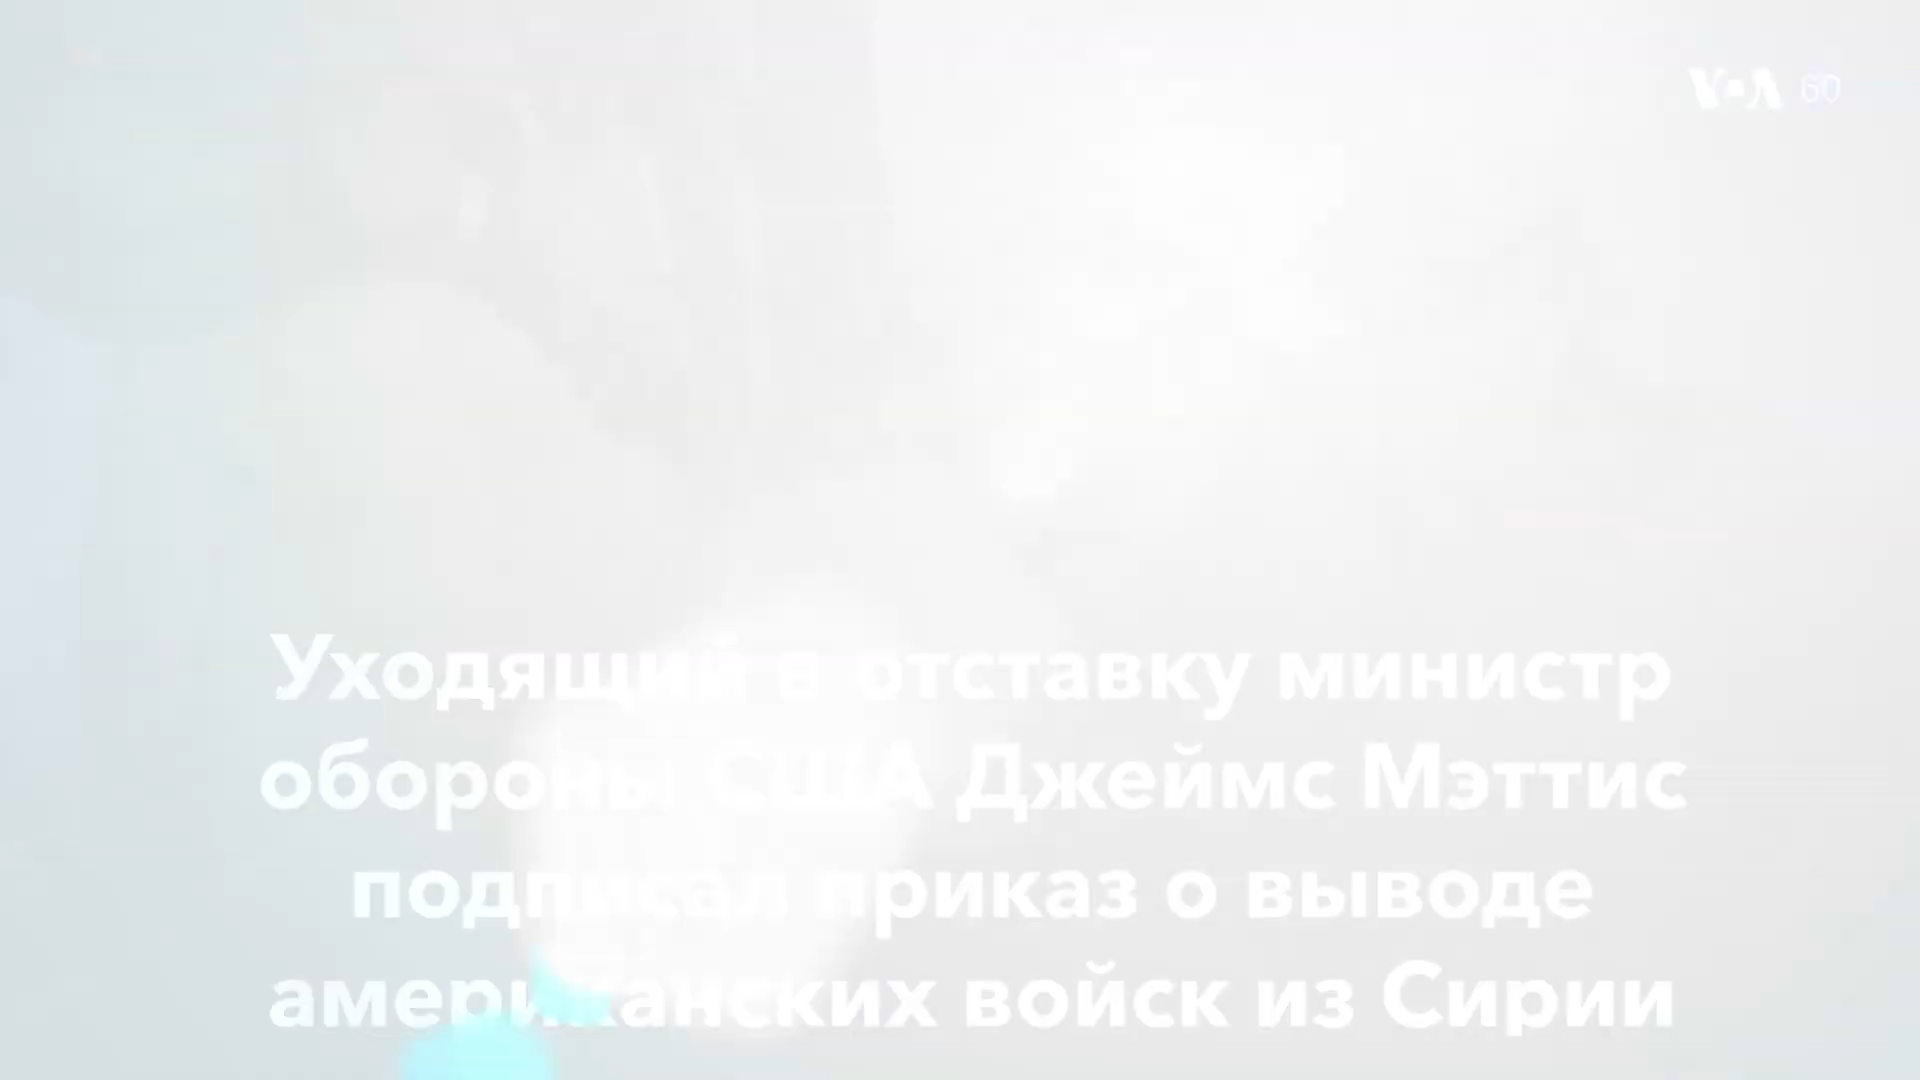 VOA 60
Уходящий в отставку министр
обороны США Джеймс Мэттис
подписал приказ о выводе
американских войск из Сирии